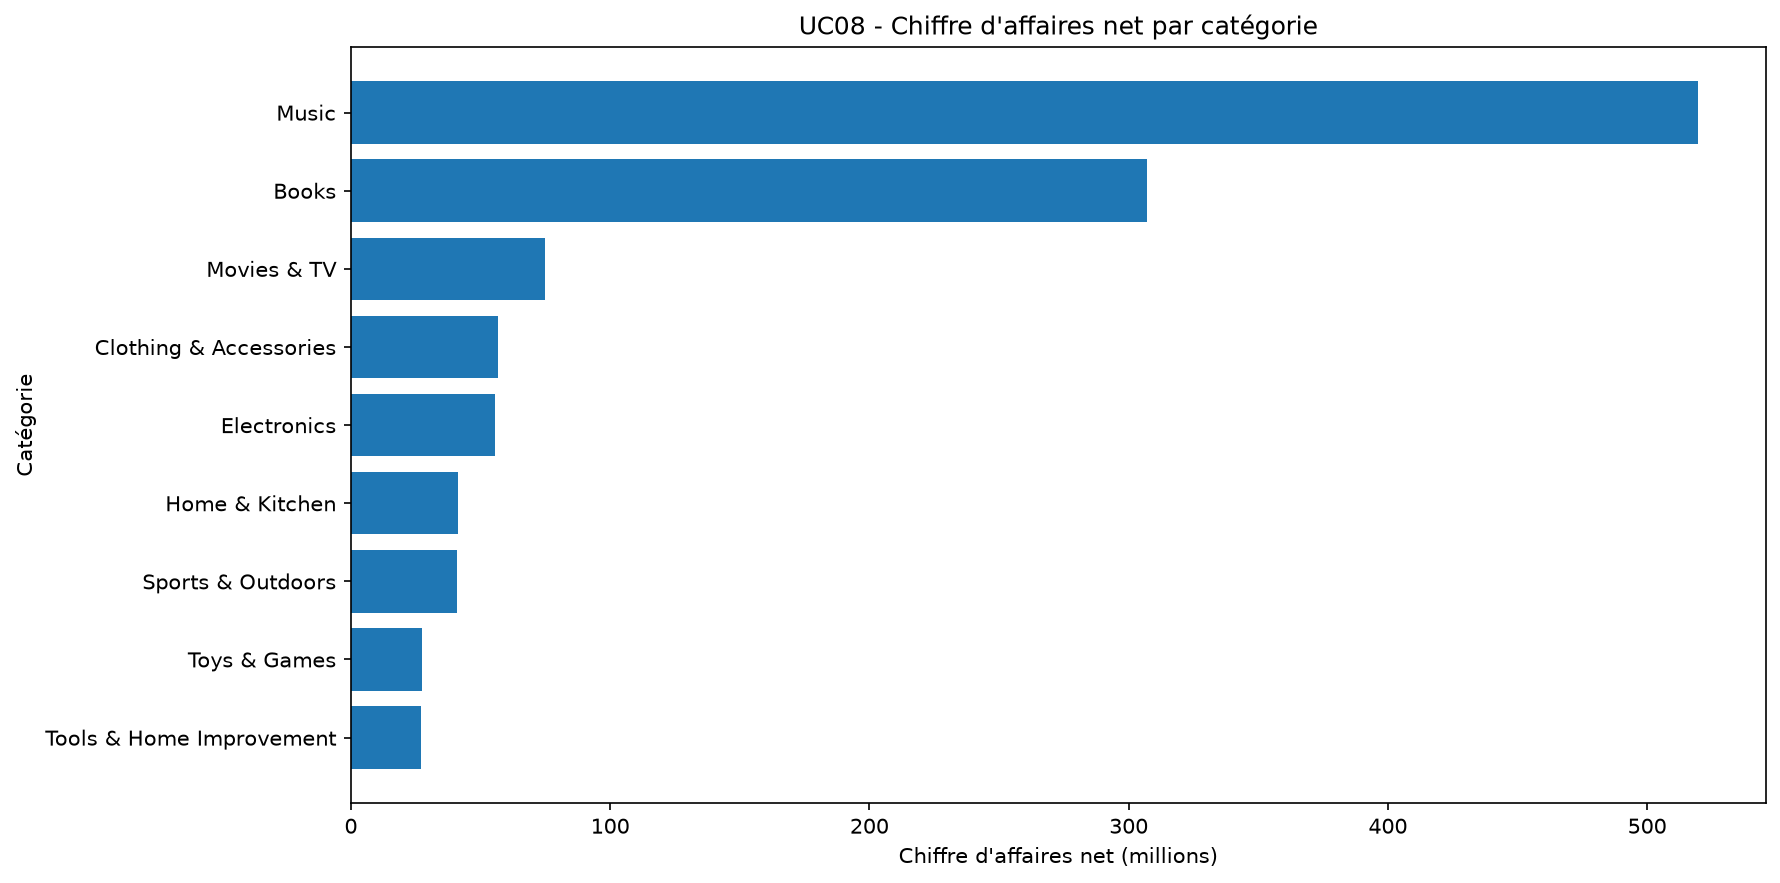 UC08 - Chiffre d'affaires net par catégorie
Catégorie
Music
Books
Movies & TV
Clothing & Accessories
Electronics
Home & Kitchen
Sports & Outdoors
Toys & Games
Tools & Home Improvement
0 100 200 300 400 500
Chiffre d'affaires net (millions)